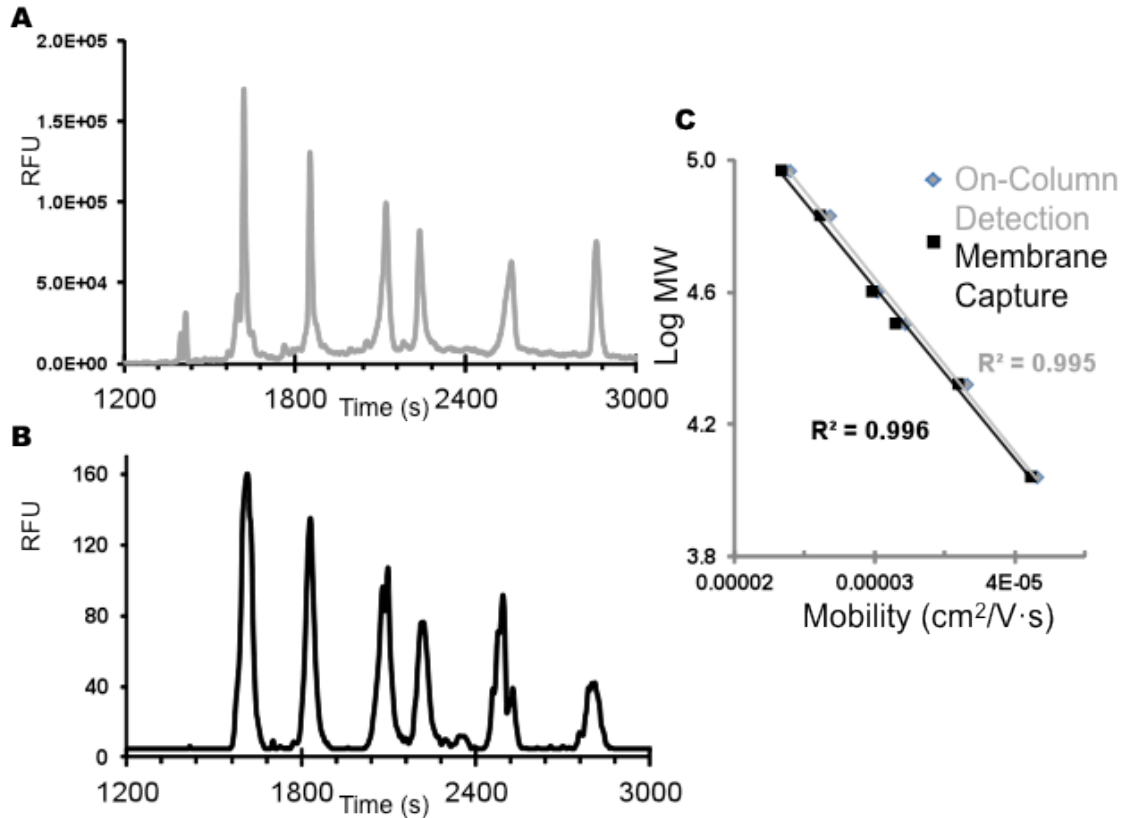 A
2.0E+05
1.5E+05
1.0E+05
5.0E+04
0.0E+00
RFU
1200 1800 2400 3000
Time (s)
B
160
120
80
40
0
RFU
1200 1800 2400 3000
Time (s)
C
5.0
4.6
4.2
3.8
Log MW
On-Column
Detection
Membrane
Capture
R² = 0.995
R² = 0.996
0.00002 0.00003 4E-05
Mobility (cm²/V·s)